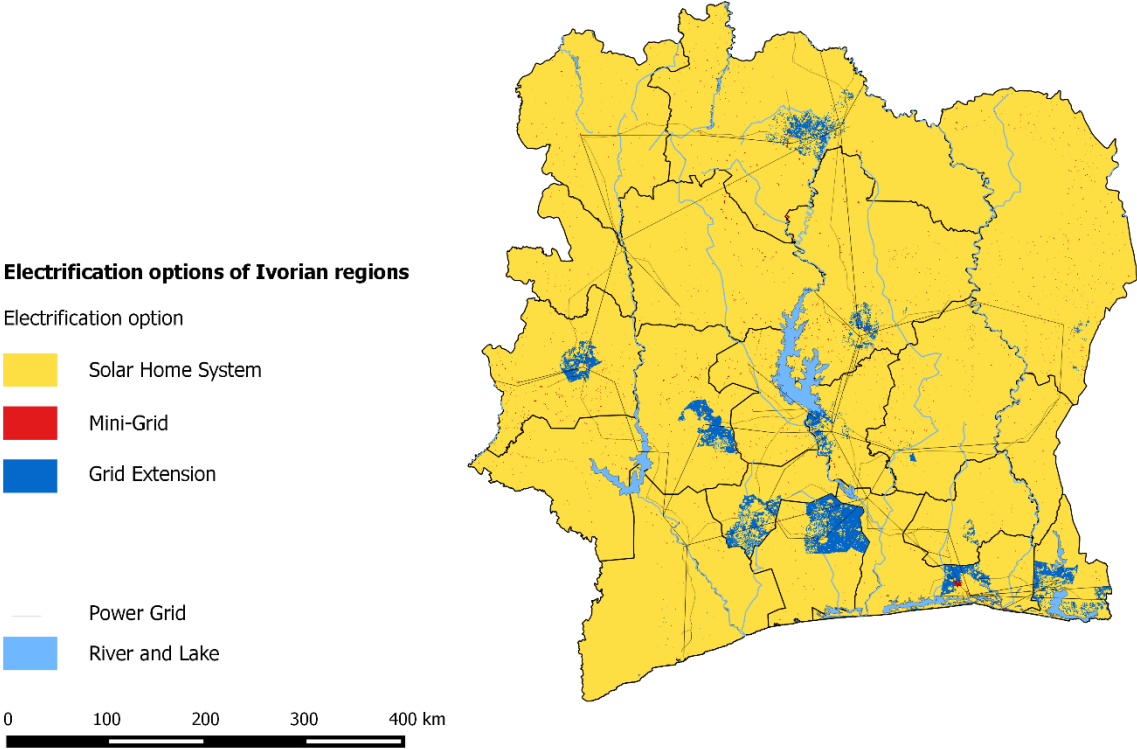 Electrification options of Ivorian regions
Electrification option
Solar Home System
Mini-Grid
Grid Extension
Power Grid
River and Lake
0 100 200 300 400 km